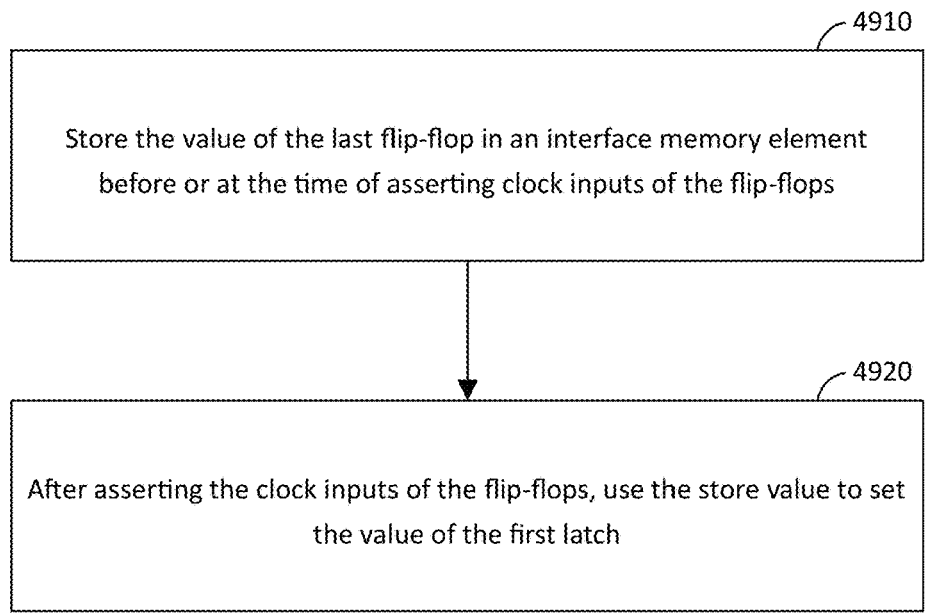 4910
Store the value of the last flip-flop in an interface memory element
before or at the time of asserting clock inputs of the flip-flops
4920
After asserting the clock inputs of the flip-flops, use the store value to set
the value of the first latch